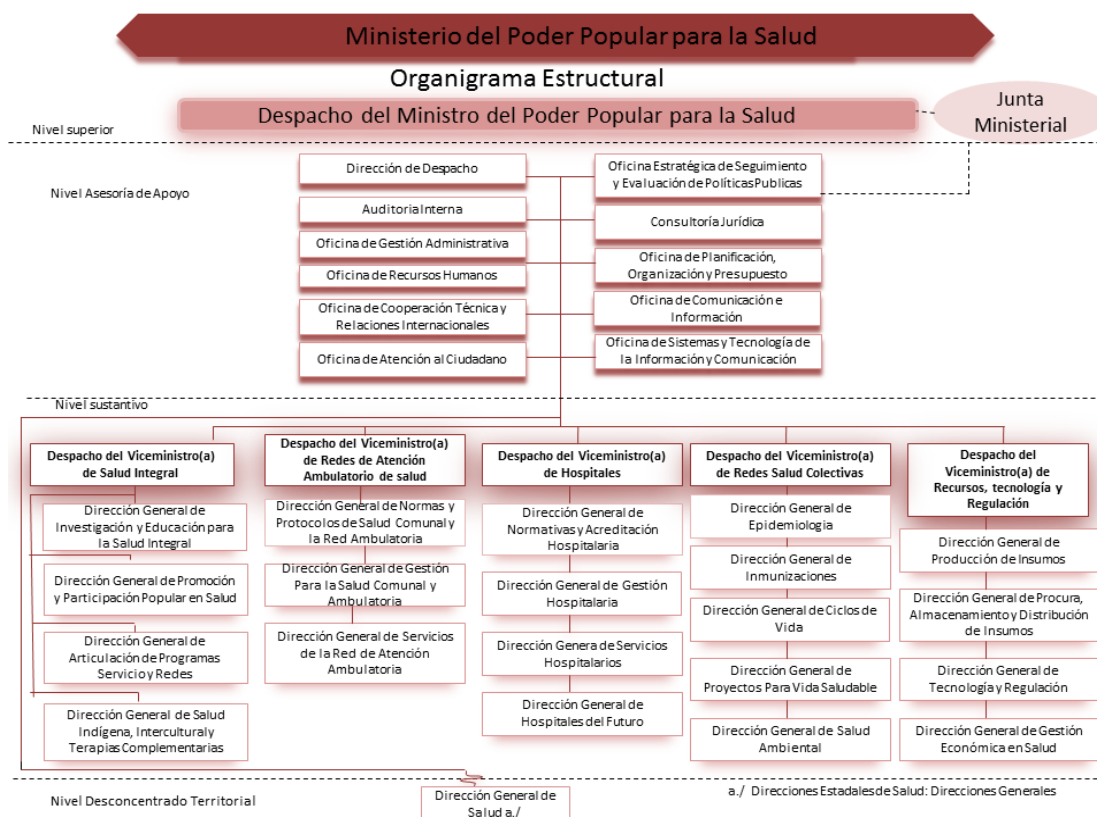 Ministerio del Poder Popular para la Salud
Organigrama Estructural
Despacho del Ministro del Poder Popular para la Salud
Junta
Ministerial
Nivel superior
Nivel Asesoría de Apoyo
Dirección de Despacho
Oficina Estratégica de Seguimiento
y Evaluación de Políticas Publicas
Auditoria Interna
Consultoría Jurídica
Oficina de Gestión Administrativa
Oficina de Planificación,
Organización y Presupuesto
Oficina de Recursos Humanos
Oficina de Cooperación Técnica y
Relaciones Internacionales
Oficina de Comunicación e
Información
Oficina de Atención al Ciudadano
Oficina de Sistemas y Tecnología de
la Información y Comunicación
Nivel sustantivo
Despacho del Viceministro(a)
de Salud Integral
Dirección General de
Investigación y Educación para
la Salud Integral
Dirección General de Promoción
y Participación Popular en Salud
Dirección General de
Articulación de Programas
Servicio y Redes
Dirección General de Salud
Indígena, Intercultural y
Terapias Complementarias
Despacho del Viceministro(a)
de Redes de Atención
Ambulatorio de salud
Dirección General de Normas y
Protocolos de Salud Comunal y
la Red Ambulatoria
Dirección General de Gestión
Para la Salud Comunal y
Ambulatoria
Dirección General de Servicios
de la Red de Atención
Ambulatoria
Despacho del Viceministro(a)
de Hospitales
Dirección General de
Normativas y Acreditación
Hospitalaria
Dirección General de Gestión
Hospitalaria
Dirección Genera de Servicios
Hospitalarios
Dirección General de
Hospitales del Futuro
Despacho del Viceministro(a)
de Redes Salud Colectivas
Dirección General de
Epidemiologia
Dirección General de
Inmunizaciones
Dirección General de Ciclos de
Vida
Dirección General de
Proyectos Para Vida Saludable
Dirección General de Salud
Ambiental
Despacho del
Viceministro(a) de
Recursos, tecnología y
Regulación
Dirección General de
Producción de Insumos
Dirección General de Procura,
Almacenamiento y Distribución
de Insumos
Dirección General de
Tecnología y Regulación
Dirección General de Gestión
Económica en Salud
Nivel Desconcentrado Territorial
Dirección General de
Salud a./
a./ Direcciones Estadales de Salud: Direcciones Generales